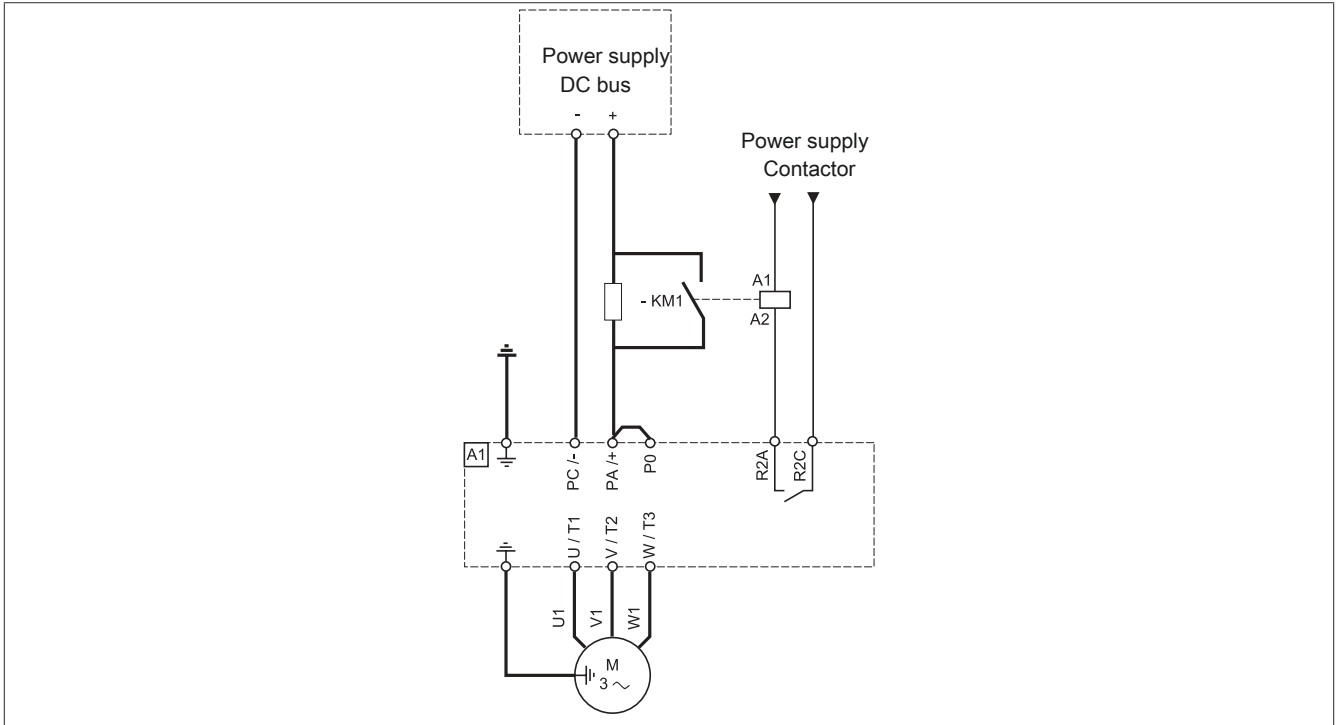 Power supply
DC bus
- +
Power supply
Contactor
A1
- KM1
A2
A1
PC /-
PA /+
P0
R2A
R2C
U / T1
V / T2
W / T3
U1
V1
W1
M
3 ~